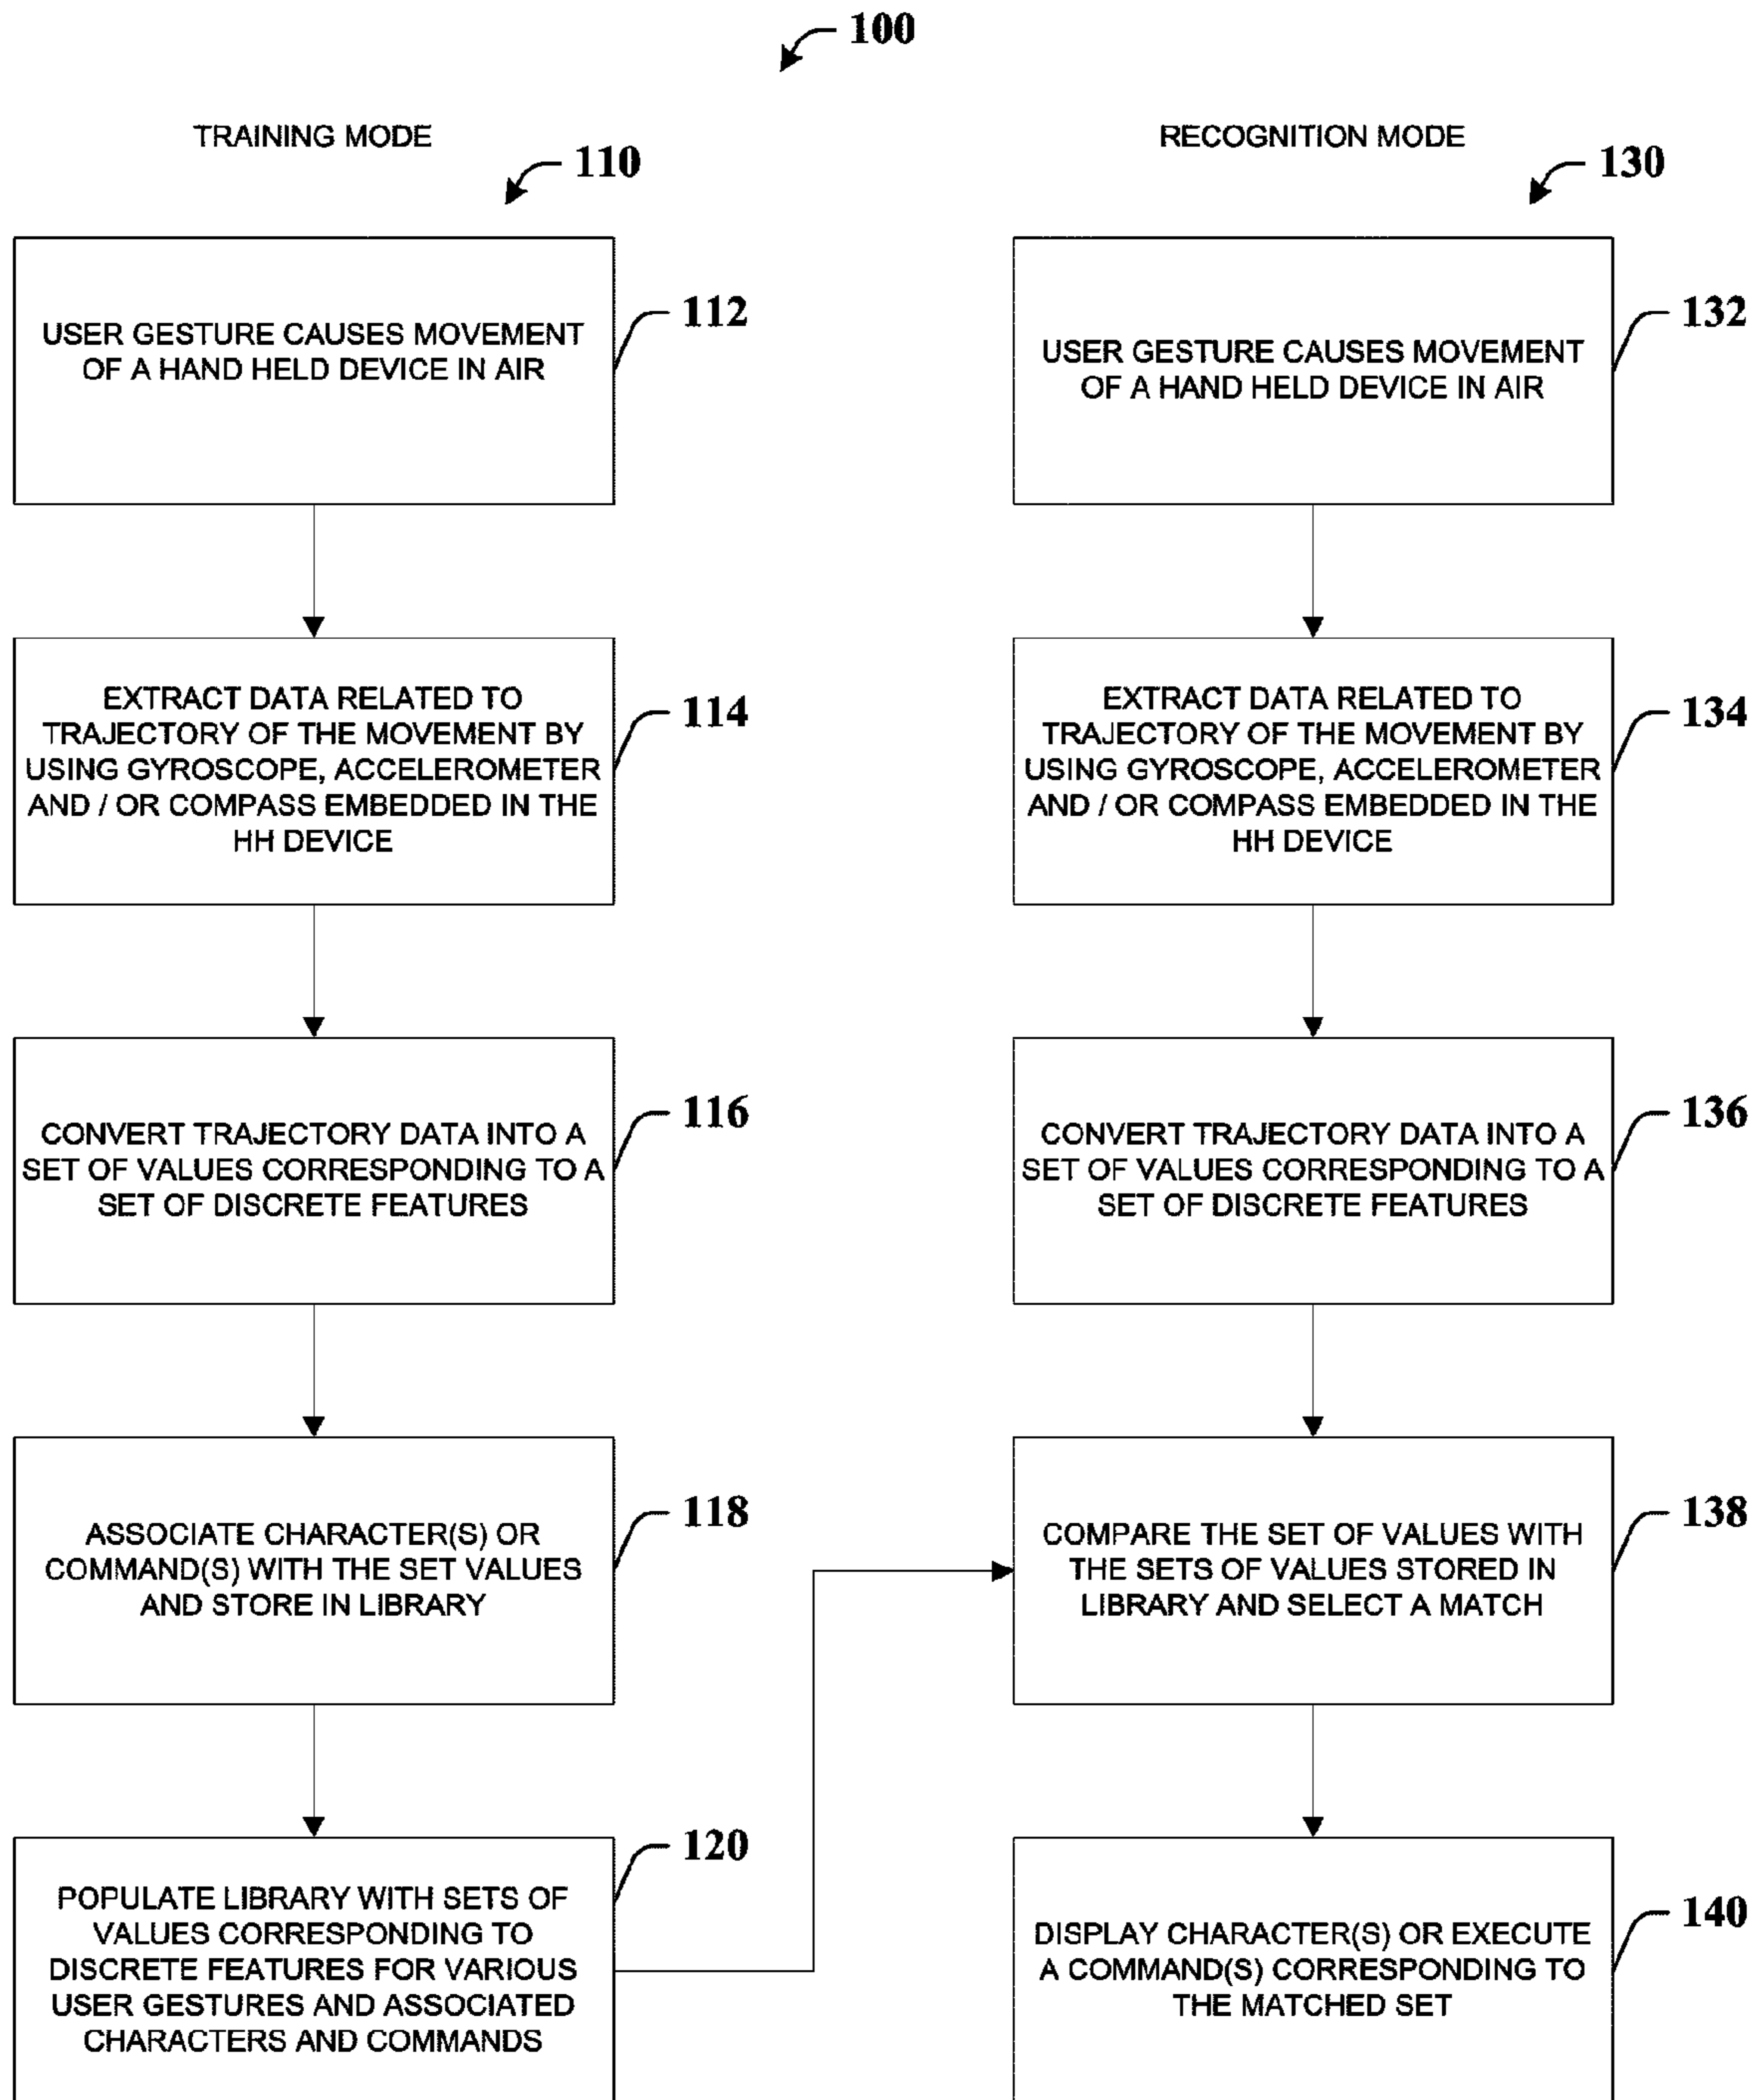 100
TRAINING MODE
110
USER GESTURE CAUSES MOVEMENT
OF A HAND HELD DEVICE IN AIR
112
EXTRACT DATA RELATED TO
TRAJECTORY OF THE MOVEMENT BY
USING GYROSCOPE, ACCELEROMETER
AND / OR COMPASS EMBEDDED IN THE
HH DEVICE
114
CONVERT TRAJECTORY DATA INTO A
SET OF VALUES CORRESPONDING TO A
SET OF DISCRETE FEATURES
116
ASSOCIATE CHARACTER(S) OR
COMMAND(S) WITH THE SET VALUES
AND STORE IN LIBRARY
118
POPULATE LIBRARY WITH SETS OF
VALUES CORRESPONDING TO
DISCRETE FEATURES FOR VARIOUS
USER GESTURES AND ASSOCIATED
CHARACTERS AND COMMANDS
120
RECOGNITION MODE
130
USER GESTURE CAUSES MOVEMENT
OF A HAND HELD DEVICE IN AIR
132
EXTRACT DATA RELATED TO
TRAJECTORY OF THE MOVEMENT BY
USING GYROSCOPE, ACCELEROMETER
AND / OR COMPASS EMBEDDED IN THE
HH DEVICE
134
CONVERT TRAJECTORY DATA INTO A
SET OF VALUES CORRESPONDING TO A
SET OF DISCRETE FEATURES
136
COMPARE THE SET OF VALUES WITH
THE SETS OF VALUES STORED IN
LIBRARY AND SELECT A MATCH
138
DISPLAY CHARACTER(S) OR EXECUTE
A COMMAND(S) CORRESPONDING TO
THE MATCHED SET
140